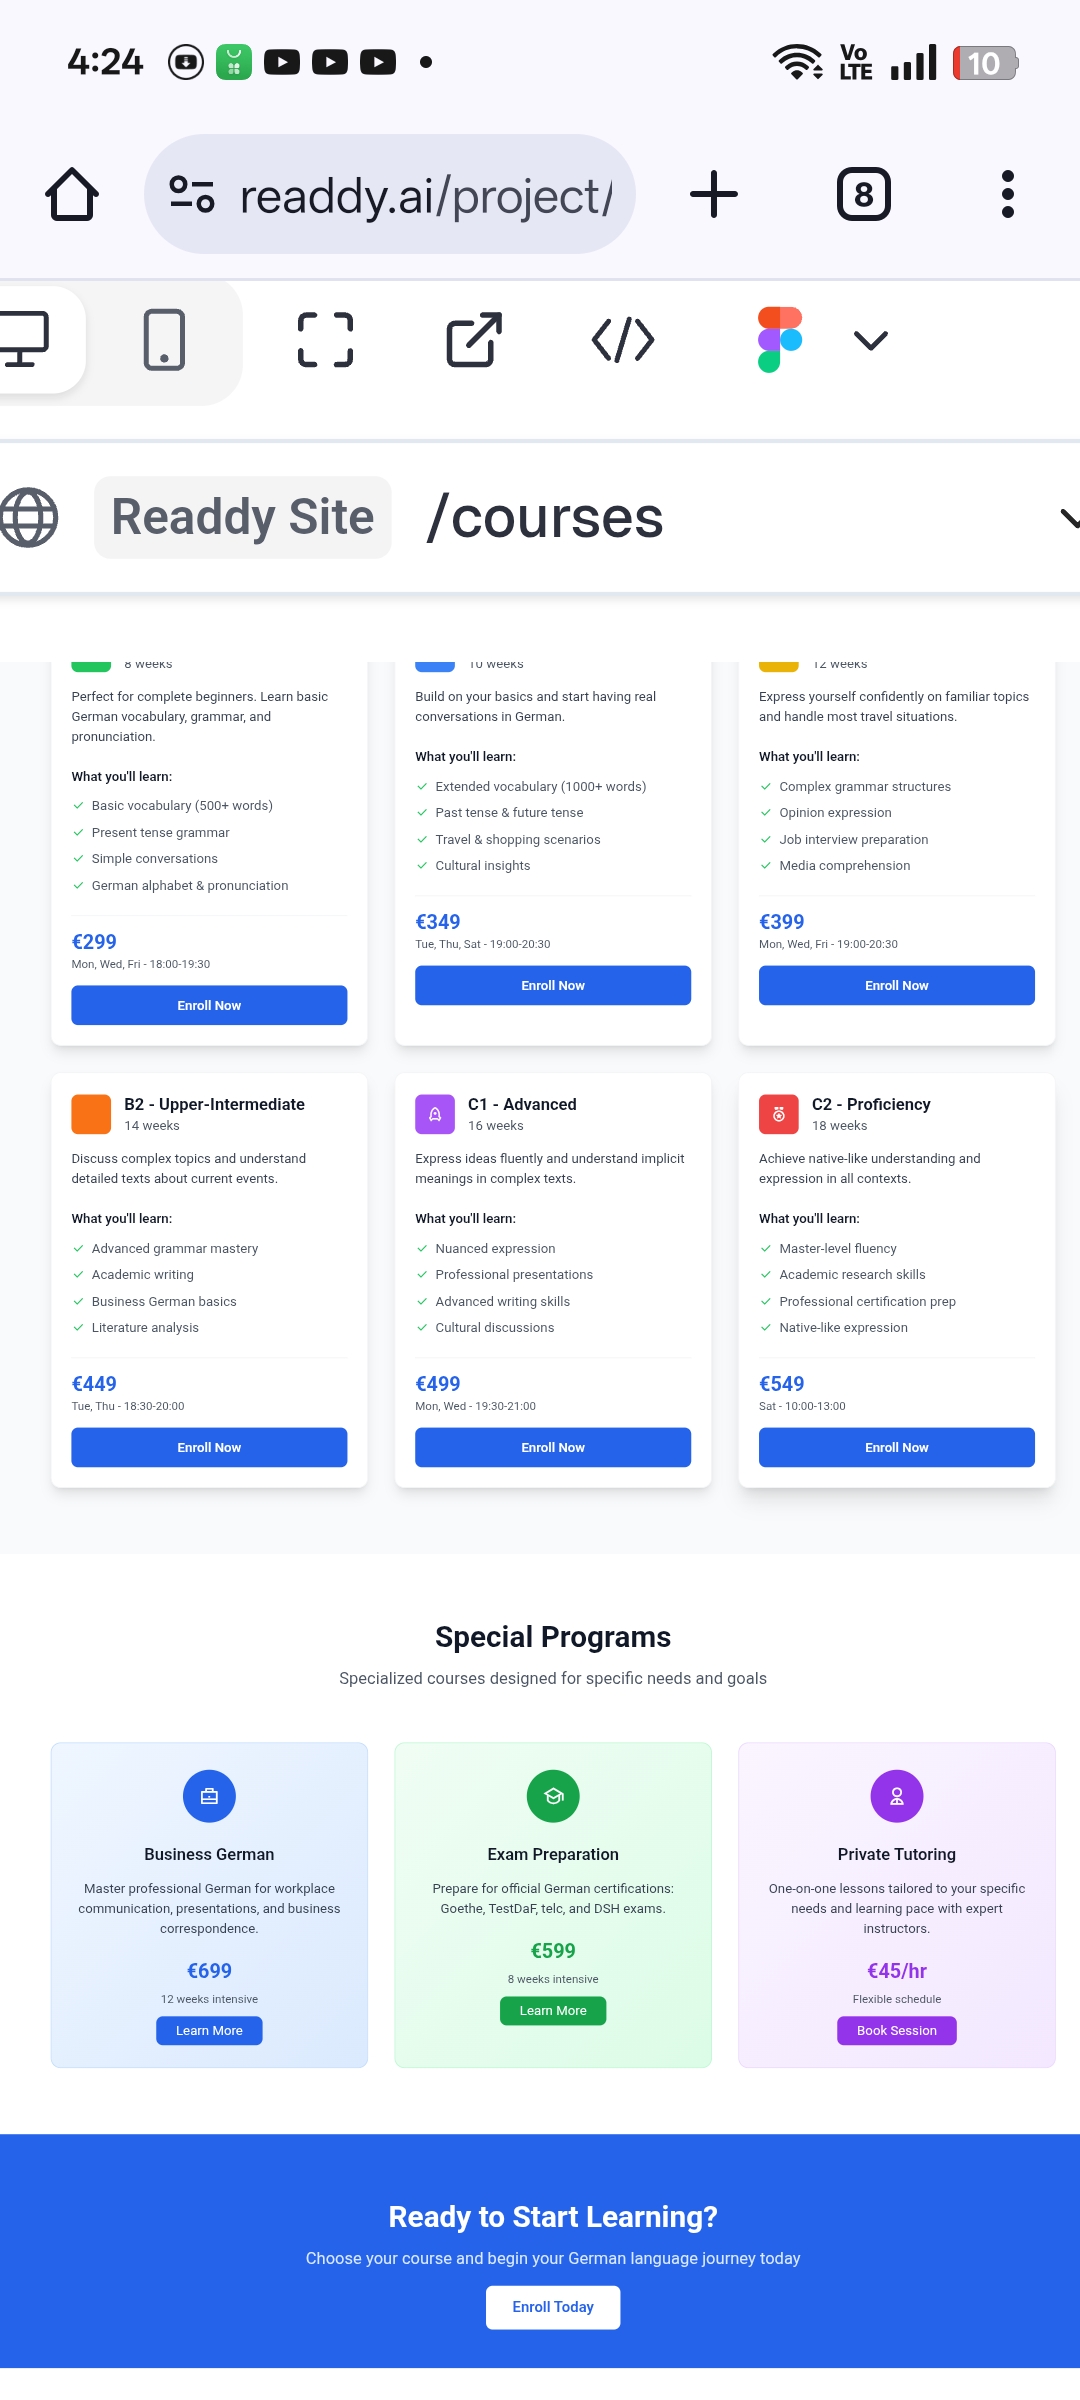 4:24
Vo
LTE
10
readdy.ai/project/
8
Readdy Site
/courses
8 weeks
10 weeks
12 weeks
Perfect for complete beginners. Learn basic
German vocabulary, grammar, and
pronunciation.
What you'll learn:
Basic vocabulary (500+ words)
Present tense grammar
Simple conversations
German alphabet & pronunciation
€299
Mon, Wed, Fri - 18:00-19:30
Enroll Now
Build on your basics and start having real
conversations in German.
What you'll learn:
Extended vocabulary (1000+ words)
Past tense & future tense
Travel & shopping scenarios
Cultural insights
€349
Tue, Thu, Sat - 19:00-20:30
Enroll Now
Express yourself confidently on familiar topics
and handle most travel situations.
What you'll learn:
Complex grammar structures
Opinion expression
Job interview preparation
Media comprehension
€399
Mon, Wed, Fri - 19:00-20:30
Enroll Now
B2 - Upper-Intermediate
14 weeks
Discuss complex topics and understand
detailed texts about current events.
What you'll learn:
Advanced grammar mastery
Academic writing
Business German basics
Literature analysis
€449
Tue, Thu - 18:30-20:00
Enroll Now
C1 - Advanced
16 weeks
Express ideas fluently and understand implicit
meanings in complex texts.
What you'll learn:
Nuanced expression
Professional presentations
Advanced writing skills
Cultural discussions
€499
Mon, Wed - 19:30-21:00
Enroll Now
C2 - Proficiency
18 weeks
Achieve native-like understanding and
expression in all contexts.
What you'll learn:
Master-level fluency
Academic research skills
Professional certification prep
Native-like expression
€549
Sat - 10:00-13:00
Enroll Now
Special Programs
Specialized courses designed for specific needs and goals
Business German
Master professional German for workplace
communication, presentations, and business
correspondence.
€699
12 weeks intensive
Learn More
Exam Preparation
Prepare for official German certifications:
Goethe, TestDaF, telc, and DSH exams.
€599
8 weeks intensive
Learn More
Private Tutoring
One-on-one lessons tailored to your specific
needs and learning pace with expert
instructors.
€45/hr
Flexible schedule
Book Session
Ready to Start Learning?
Choose your course and begin your German language journey today
Enroll Today